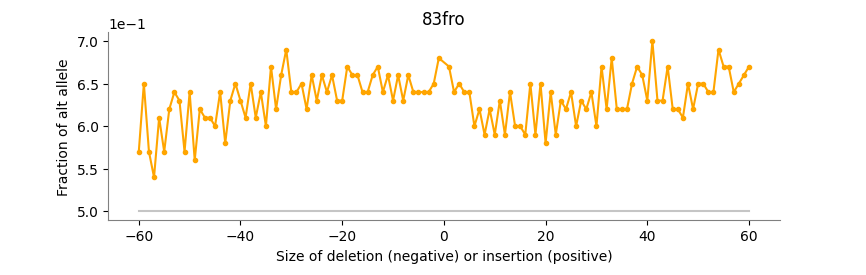 83fro
1e−1
7.0
6.5
6.0
5.5
5.0
Fraction of alt allele
−60 −40 −20 0 20 40 60
Size of deletion (negative) or insertion (positive)